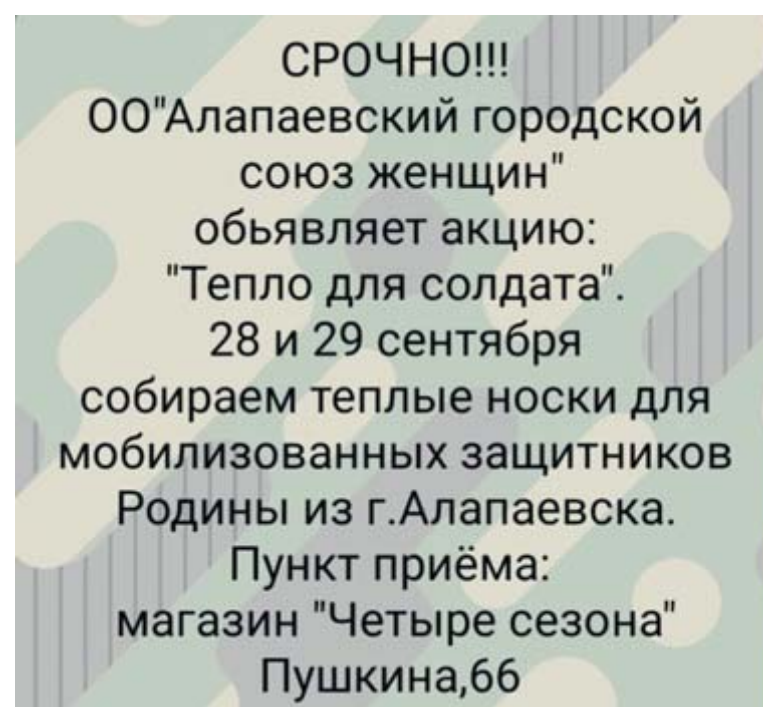 СРОЧНО!!!
ОО"Алапаевский городской
союз женщин"
обьявляет акцию:
"Тепло для солдата".
28 и 29 сентября
собираем теплые носки для
мобилизованных защитников
Родины из г.Алапаевска.
Пункт приёма:
магазин "Четыре сезона"
Пушкина,66